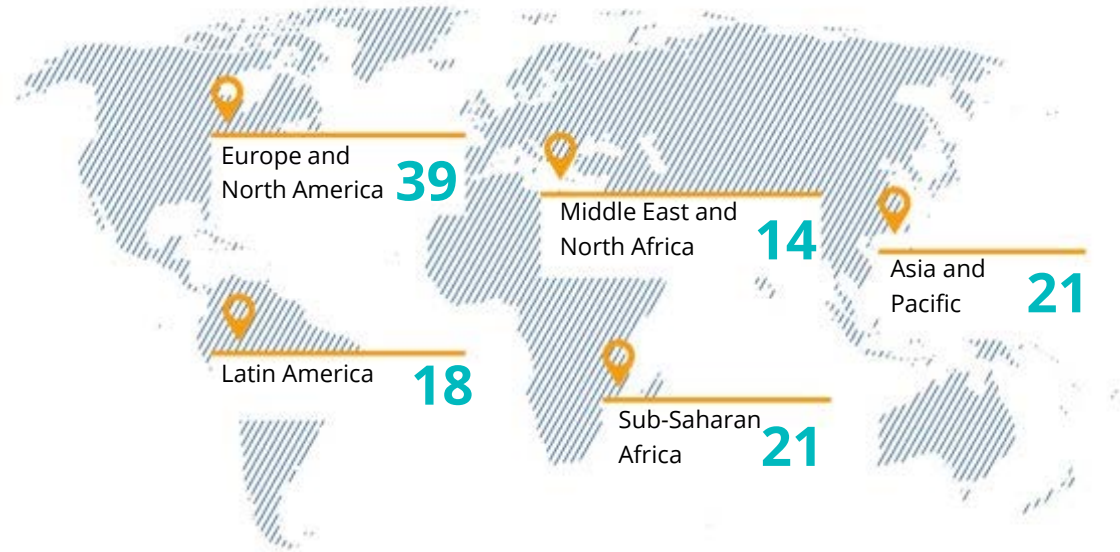 Europe and
North America 39
Middle East and
North Africa 14
Asia and
Pacific 21
Latin America 18
Sub-Saharan
Africa 21